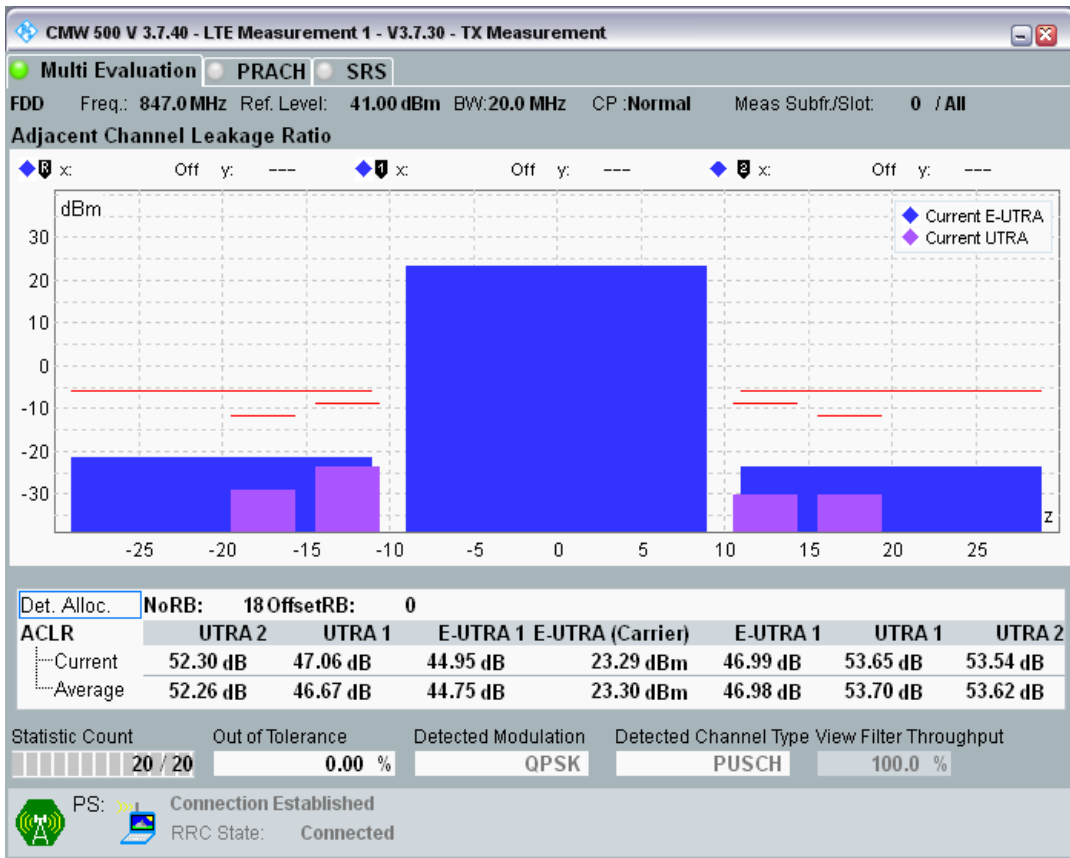 CMW 500 V 3.7.40 - LTE Measurement 1 - V3.7.30 - TX Measurement
Multi Evaluation PRACH SRS
FDD Freq.: 847.0 MHz Ref. Level: 41.00 dBm BW: 20.0 MHz CP : Normal Meas Subfr./Slot: 0 / All
Adjacent Channel Leakage Ratio
R x: Off y: --- 1 x: Off y: --- 2 x: Off y: ---
dBm
Current E-UTRA
Current UTRA
30
20
10
0
-10
-20
-30
z
-25 -20 -15 -10 -5 0 5 10 15 20 25
Det. Alloc. NoRB: 18 OffsetRB: 0
ACLR UTRA 2 UTRA 1 E-UTRA 1 E-UTRA (Carrier) E-UTRA 1 UTRA 1 UTRA 2
Current 52.30 dB 47.06 dB 44.95 dB 23.29 dBm 46.99 dB 53.65 dB 53.54 dB
Average 52.26 dB 46.67 dB 44.75 dB 23.30 dBm 46.98 dB 53.70 dB 53.62 dB
Statistic Count Out of Tolerance Detected Modulation Detected Channel Type View Filter Throughput
20 / 20 0.00 % QPSK PUSCH 100.0 %
PS: Connection Established
RRC State: Connected